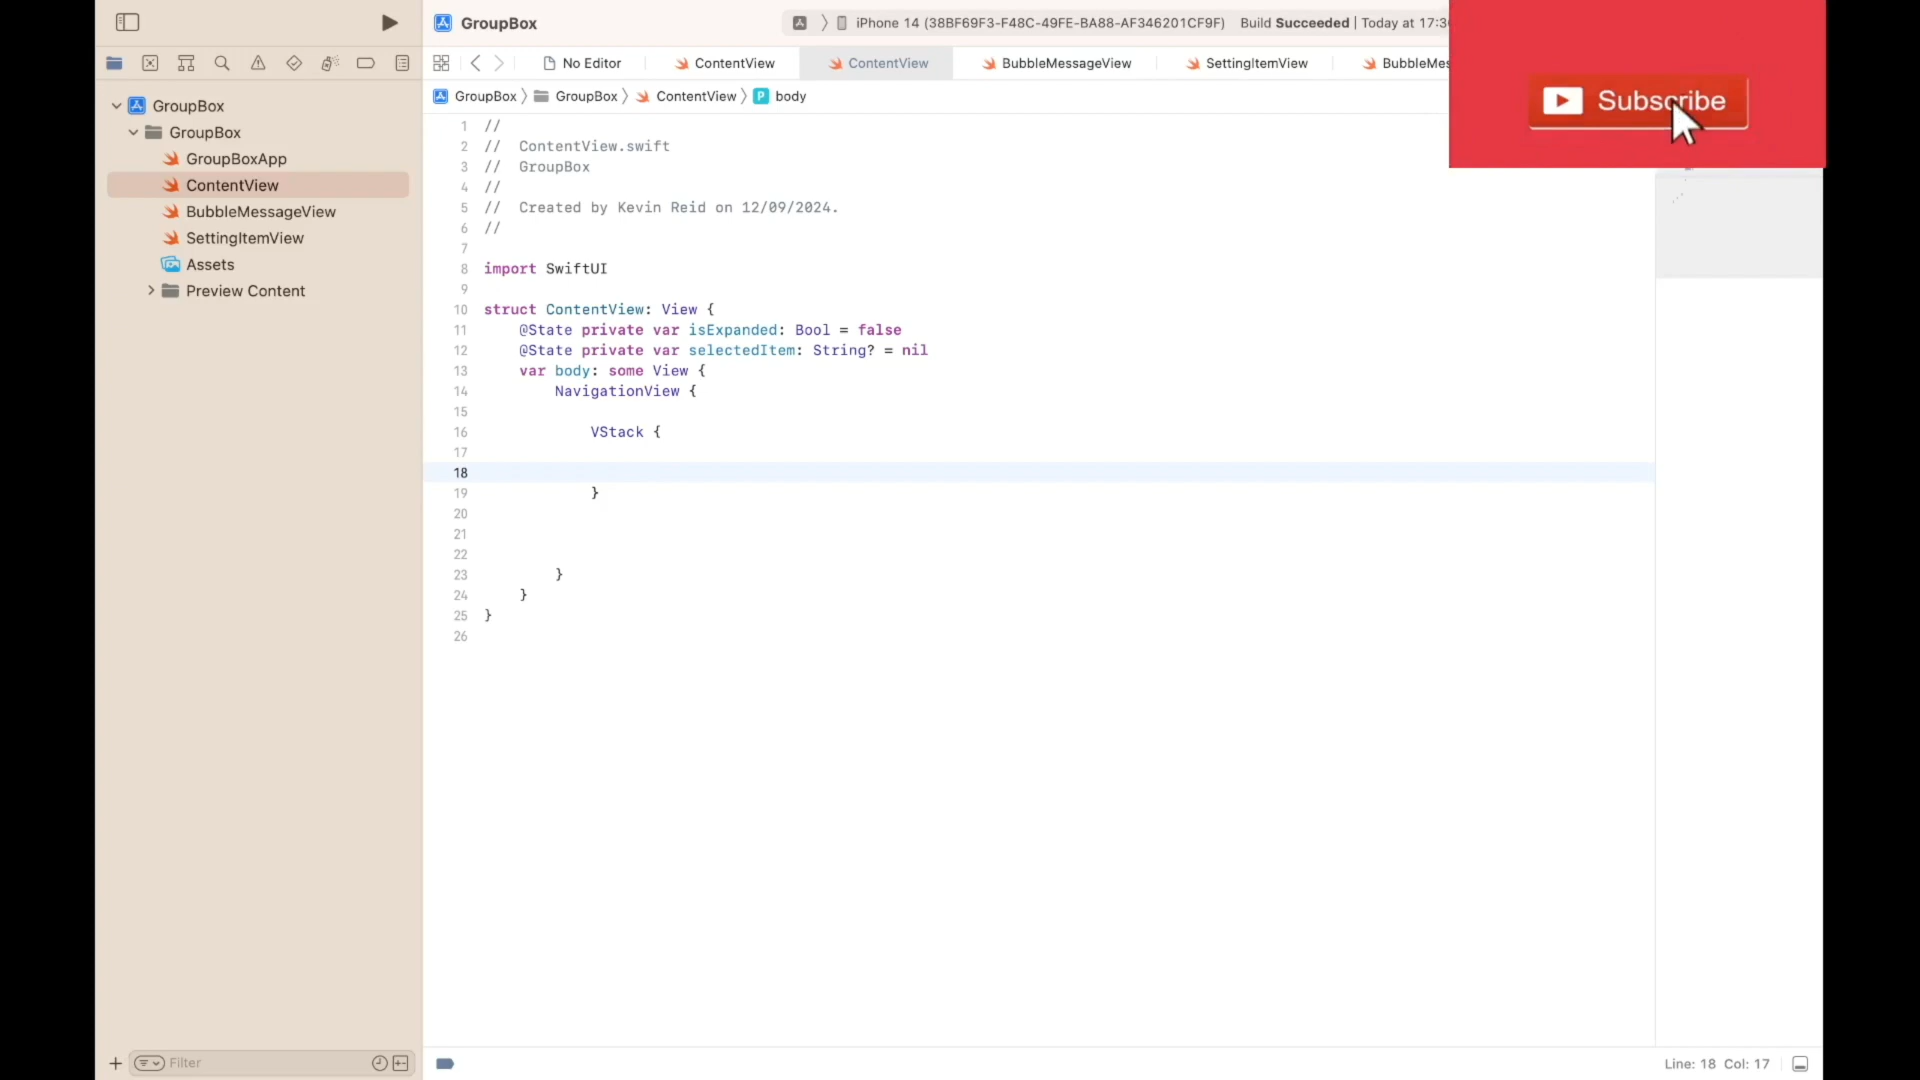 GroupBox
iPhone 14 (38BF69F3-F48C-49FE-BA88-AF346201CF9F) Build Succeeded | Today at 17:3
Subscribe
No Editor
ContentView
ContentView
BubbleMessageView
SettingItemView
BubbleMes
GroupBox
GroupBox
ContentView
P body
GroupBox
GroupBox
GroupBoxApp
ContentView
BubbleMessageView
SettingItemView
Assets
Preview Content
1 //
2 // ContentView.swift
3 // GroupBox
4 //
5 // Created by Kevin Reid on 12/09/2024.
6 //
7
8 import SwiftUI
9
10 struct ContentView: View {
11 @State private var isExpanded: Bool = false
12 @State private var selectedItem: String? = nil
13 var body: some View {
14 NavigationView {
15
16 VStack {
17
18
19 }
20
21
22
23 }
24 }
25 }
26
Filter
Line: 18 Col: 17